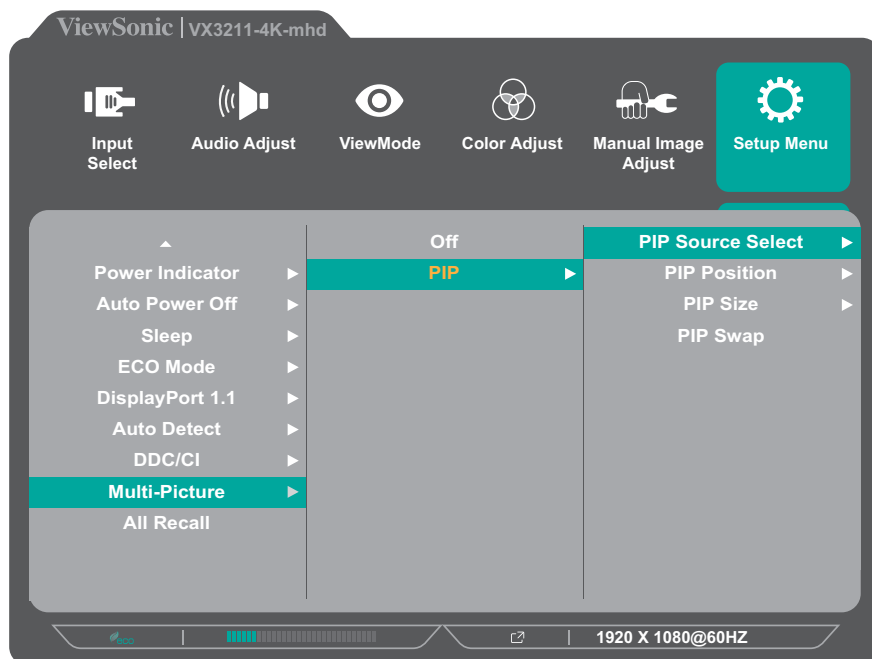 ViewSonic | VX3211-4K-mhd
Input Select
Audio Adjust
ViewMode
Color Adjust
Manual Image Adjust
Setup Menu
Power Indicator
Auto Power Off
Sleep
ECO Mode
DisplayPort 1.1
Auto Detect
DDC/CI
Multi-Picture
All Recall
Off
PIP
PIP Source Select
PIP Position
PIP Size
PIP Swap
eco
1920 X 1080@60HZ